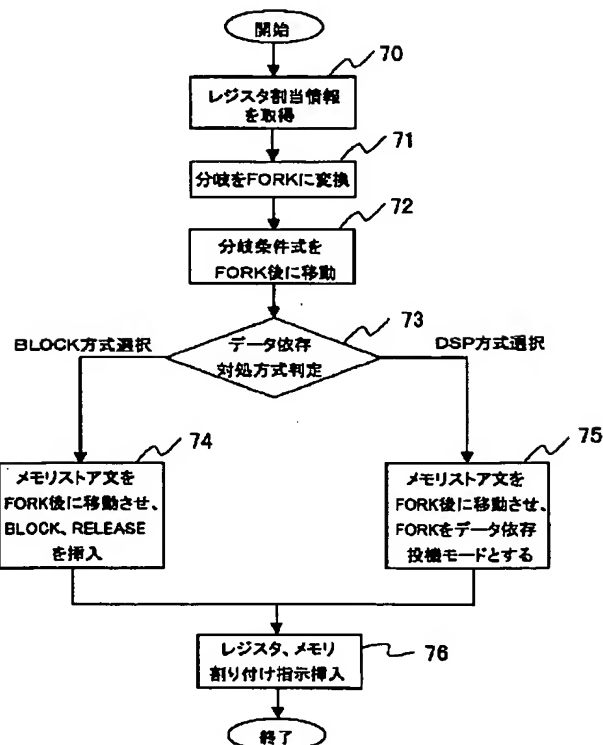 開始
70
レジスタ割当情報
を取得
71
分岐をFORKに変換
72
分岐条件式を
FORK後に移動
73
データ依存
対処方式判定
BLOCK方式選択
DSP方式選択
74
メモリストア文を
FORK後に移動させ、
BLOCK、RELEASE
を挿入
75
メモリストア文を
FORK後に移動させ、
FORKをデータ依存
投機モードとする
レジスタ、メモリ
割り付け指示挿入
76
終了